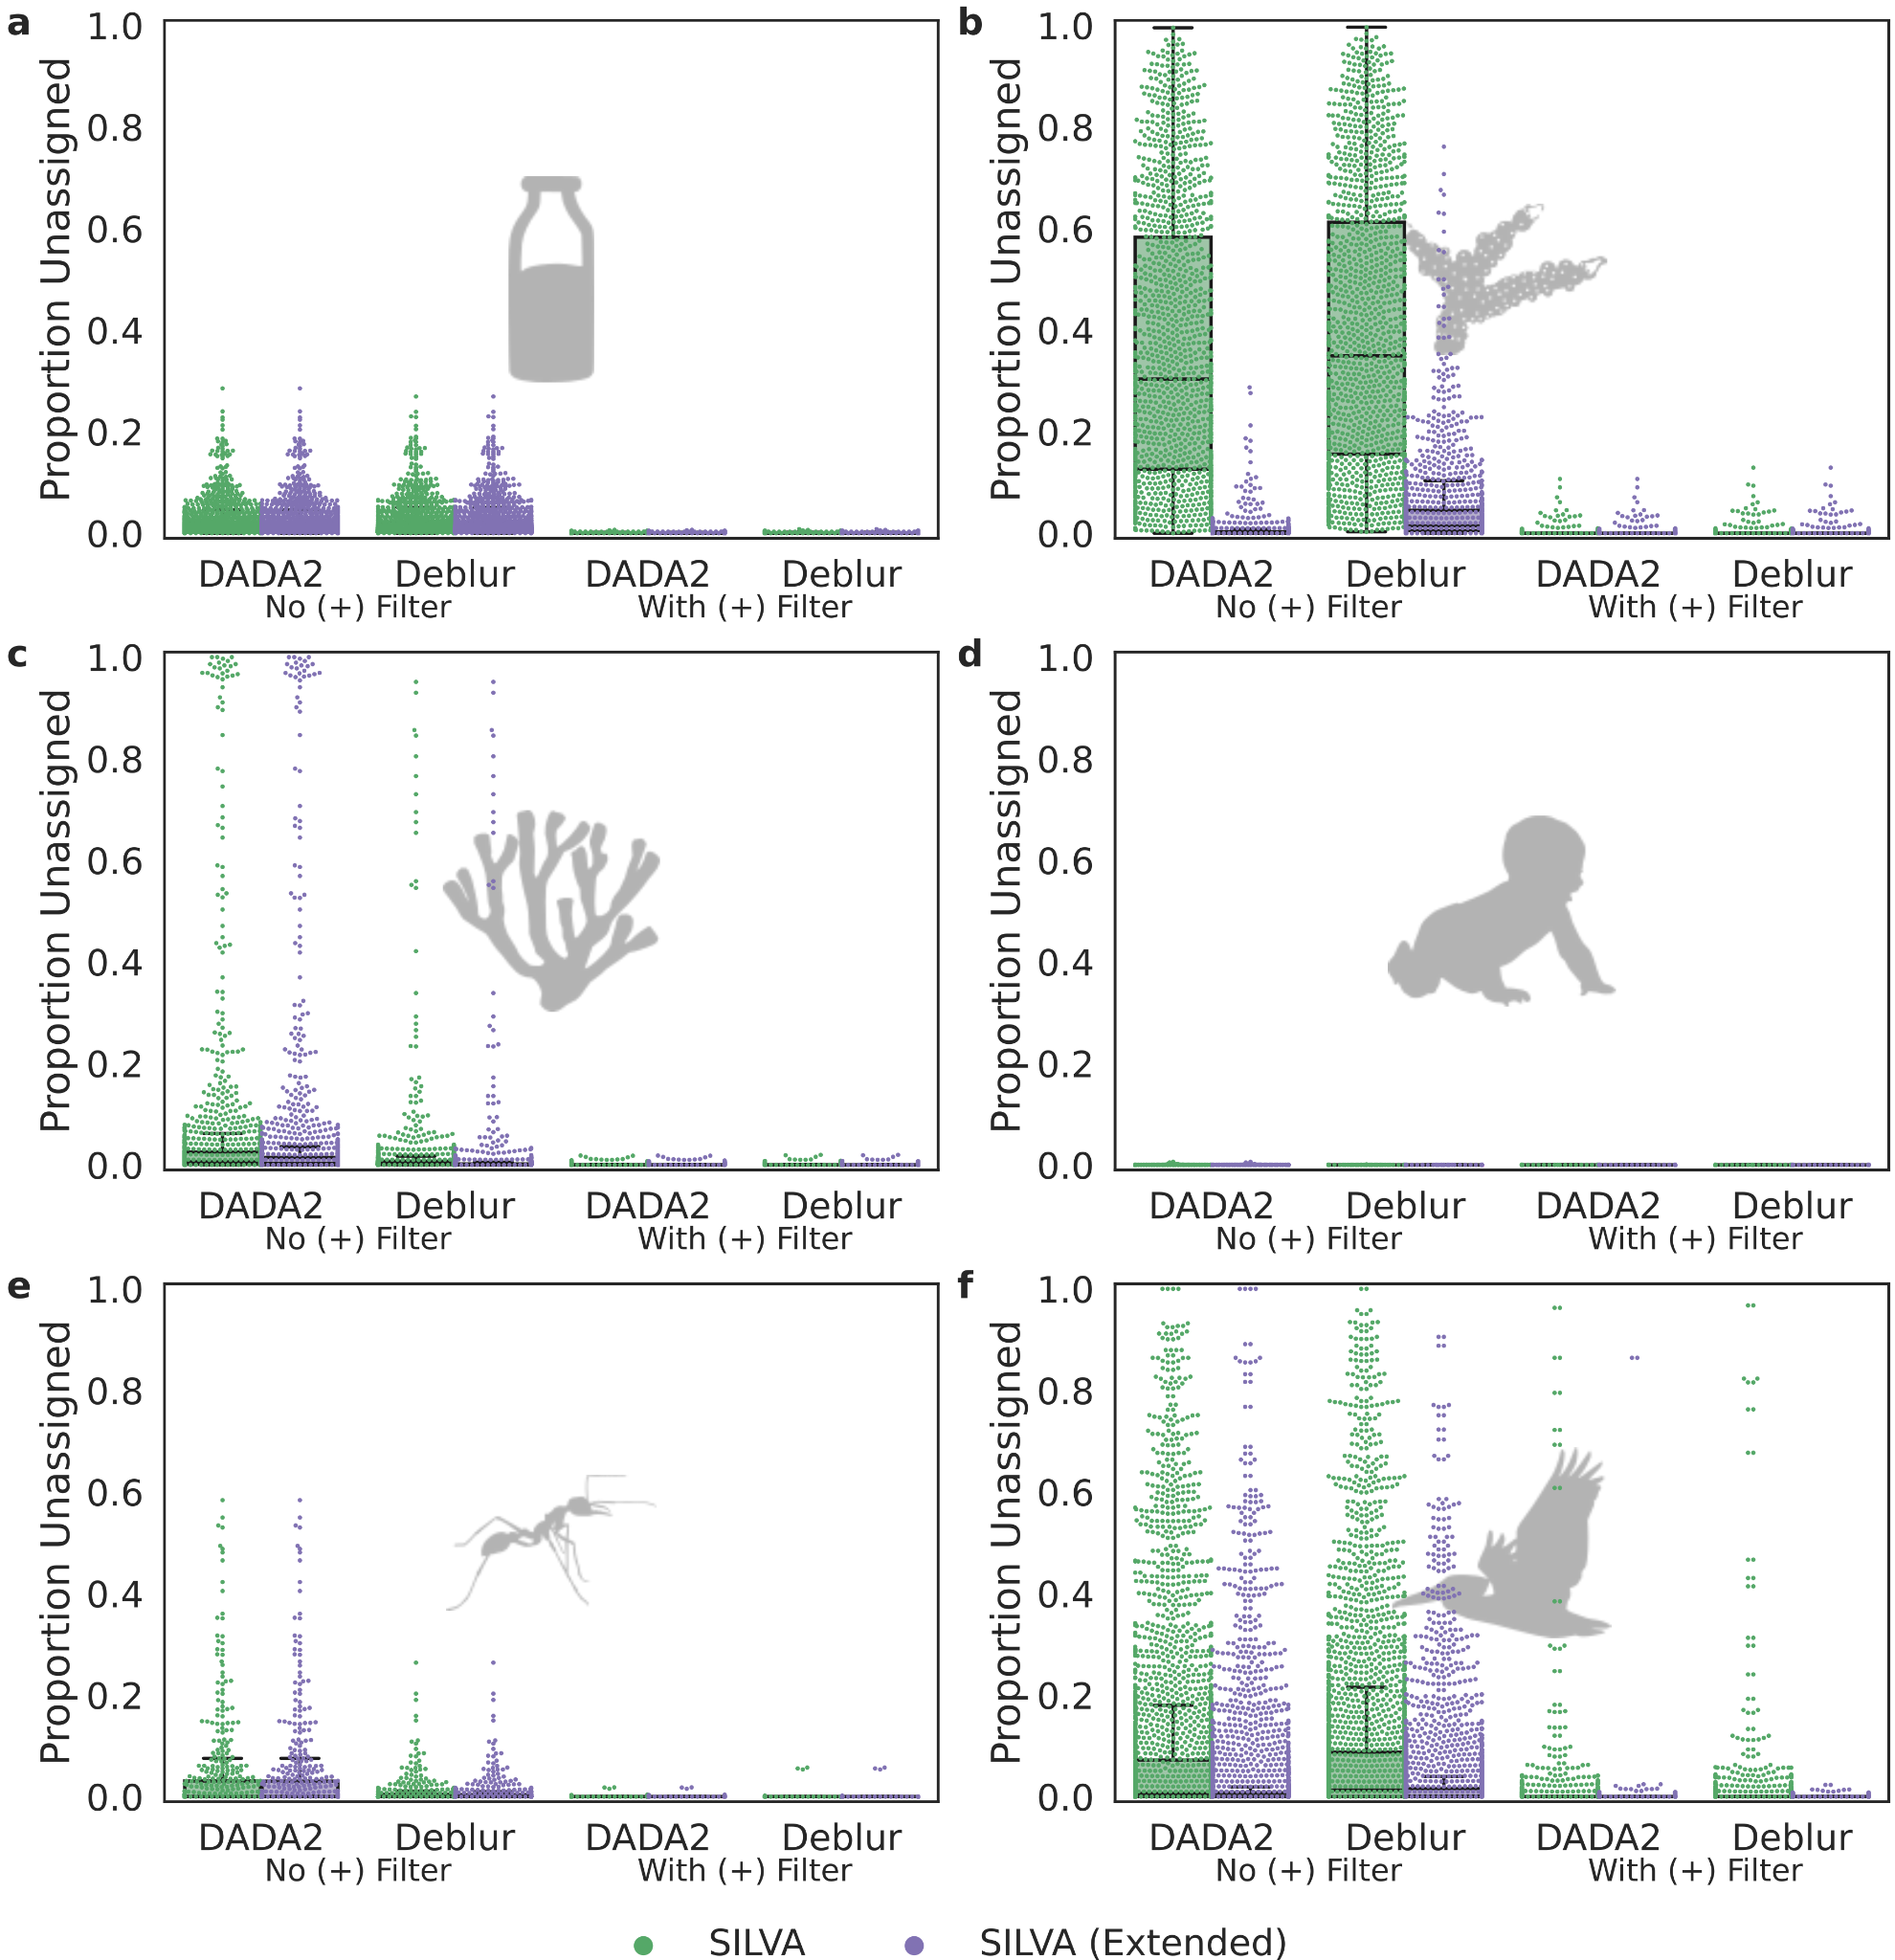 a
1.0
0.8
0.6
0.4
0.2
0.0
Proportion Unassigned
DADA2 Deblur DADA2 Deblur
No (+) Filter With (+) Filter
b
1.0
0.8
0.6
0.4
0.2
0.0
Proportion Unassigned
DADA2 Deblur DADA2 Deblur
No (+) Filter With (+) Filter
c
1.0
0.8
0.6
0.4
0.2
0.0
Proportion Unassigned
DADA2 Deblur DADA2 Deblur
No (+) Filter With (+) Filter
d
1.0
0.8
0.6
0.4
0.2
0.0
Proportion Unassigned
DADA2 Deblur DADA2 Deblur
No (+) Filter With (+) Filter
e
1.0
0.8
0.6
0.4
0.2
0.0
Proportion Unassigned
DADA2 Deblur DADA2 Deblur
No (+) Filter With (+) Filter
f
1.0
0.8
0.6
0.4
0.2
0.0
Proportion Unassigned
DADA2 Deblur DADA2 Deblur
No (+) Filter With (+) Filter
SILVA SILVA (Extended)